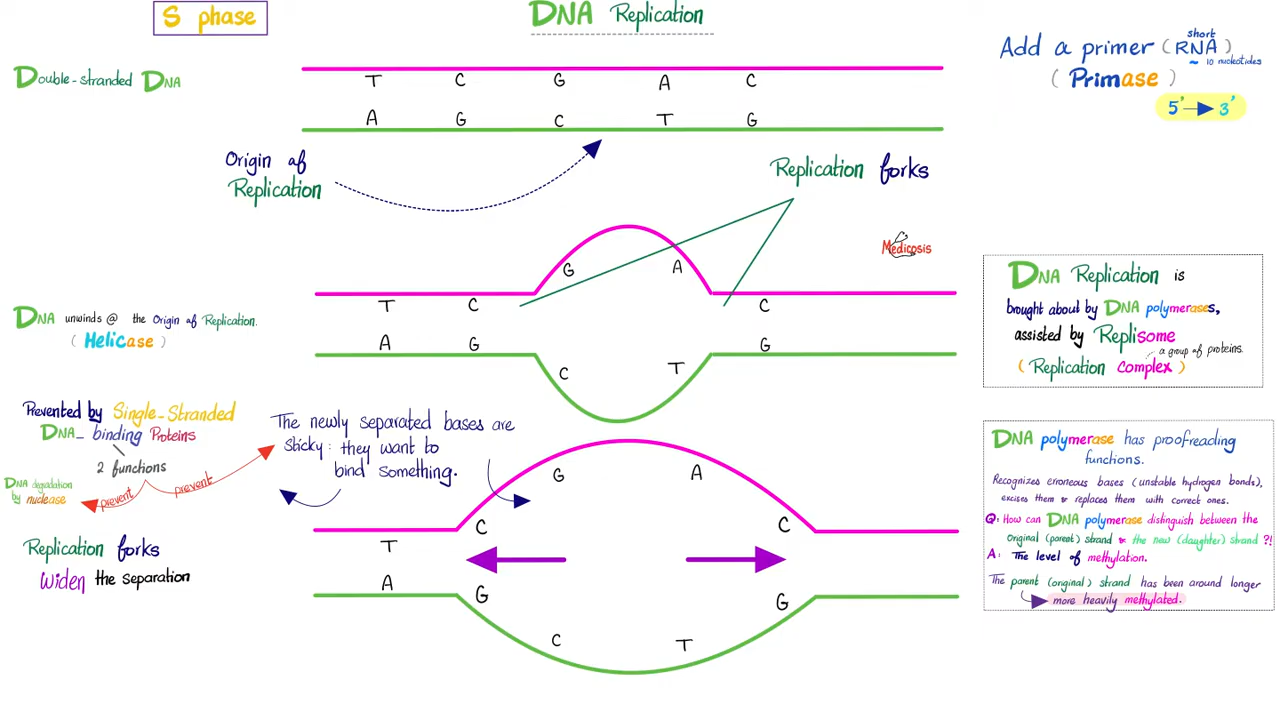 S phase
DNA Replication
Double-stranded DNA
T C G A C
A G C T G
Origin of
Replication
Replication forks
short
Add a primer (RNA)
~ 10 nucleotides
(Primase)
5' → 3'
Medicosis
G A
T C C
A G G
C T
DNA unwinds @ the Origin of Replication.
(Helicase)
DNA Replication is
brought about by DNA polymerases,
assisted by Replisome
a group of proteins.
(Replication Complex)
Prevented by Single-Stranded
DNA-binding Proteins
2 functions
DNA degradation
by nuclease
prevent
prevent
The newly separated bases are
sticky: they want to
bind something.
Replication forks
Widen the separation
G A
C C
T
A
G G
C T
DNA polymerase has proofreading
functions.
Recognizes erroneous bases (unstable hydrogen bonds),
excises them & replaces them with correct ones.
Q: How can DNA polymerase distinguish between the
original (parent) strand & the new (daughter) strand ?!
A: The level of methylation.
The parent (original) strand has been around longer
more heavily methylated.